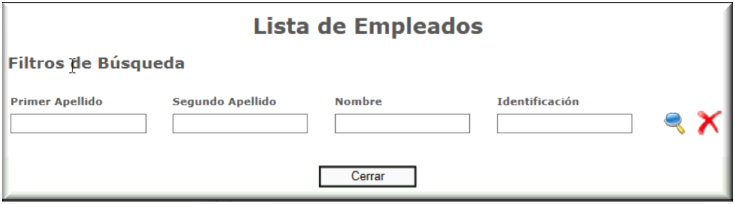 Lista de Empleados
Filtros de Búsqueda
Primer Apellido Segundo Apellido Nombre Identificación
Cerrar